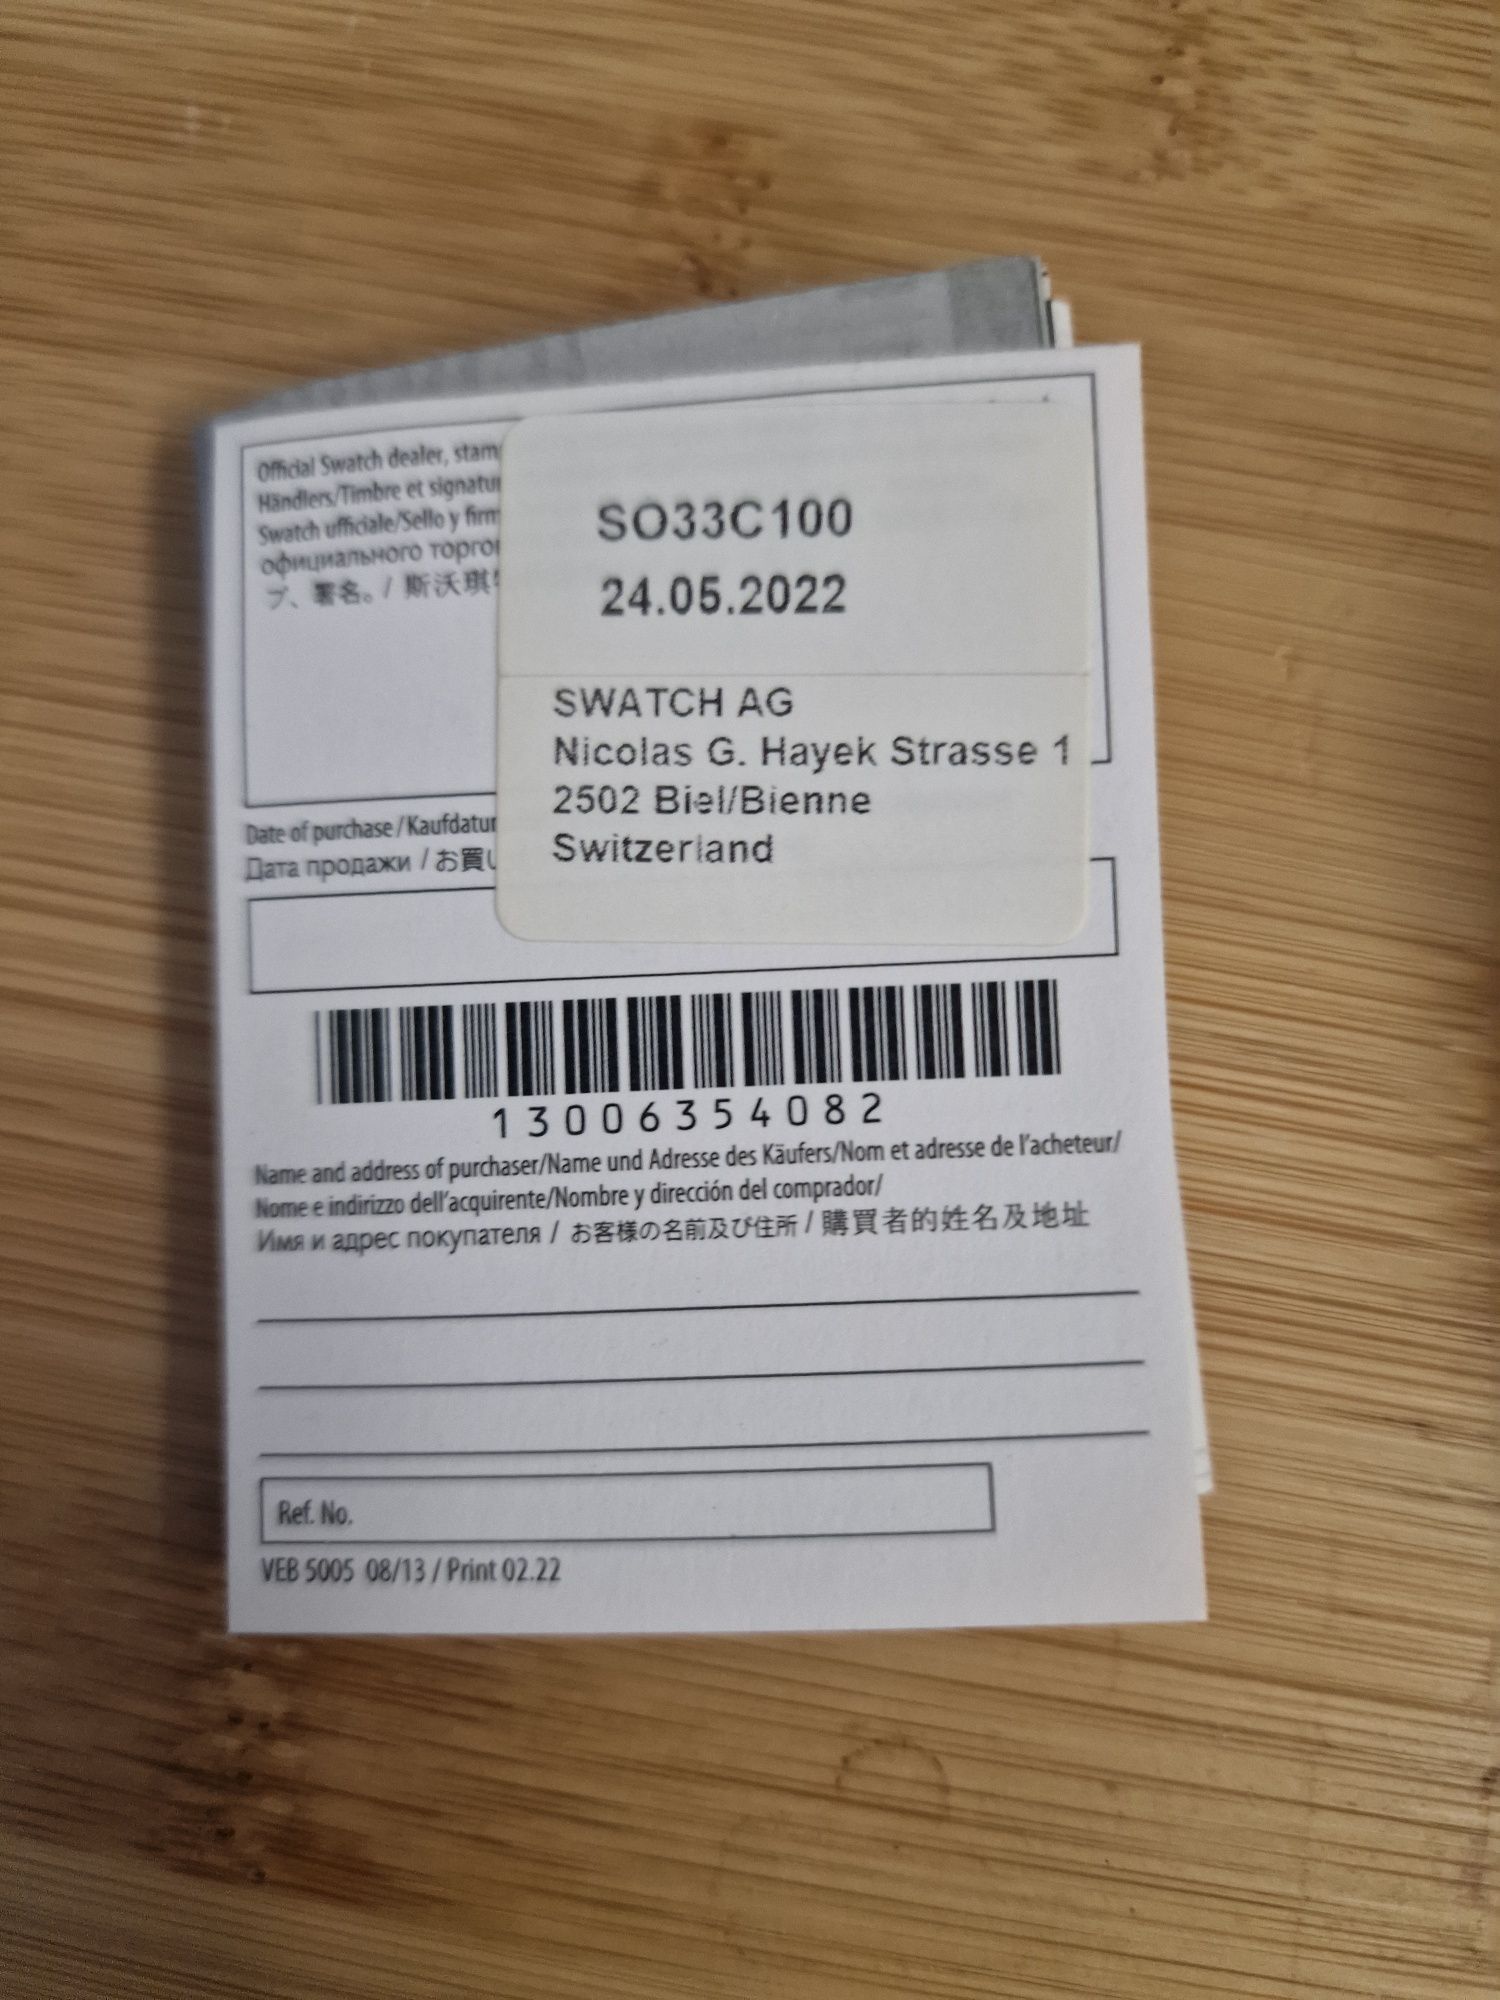 Official Swatch dealer, stam
Händlers/Timbre et signatu
Swatch ufficiale/Sello y firm
официального торго
プ、署名。/ 斯沃琪
SO33C100
24.05.2022
SWATCH AG
Nicolas G. Hayek Strasse 1
2502 Biel/Bienne
Switzerland
Date of purchase/Kaufdatu
Дата продажи / お買い
13006354082
Name and address of purchaser/Name und Adresse des Käufers/Nom et adresse de l'acheteur/
Nome e indirizzo dell'acquirente/Nombre y dirección del comprador/
Имя и адрес покупателя / お客様の名前及び住所 / 購買者的姓名及地址
Ref. No.
VEB 5005 08/13 / Print 02.22